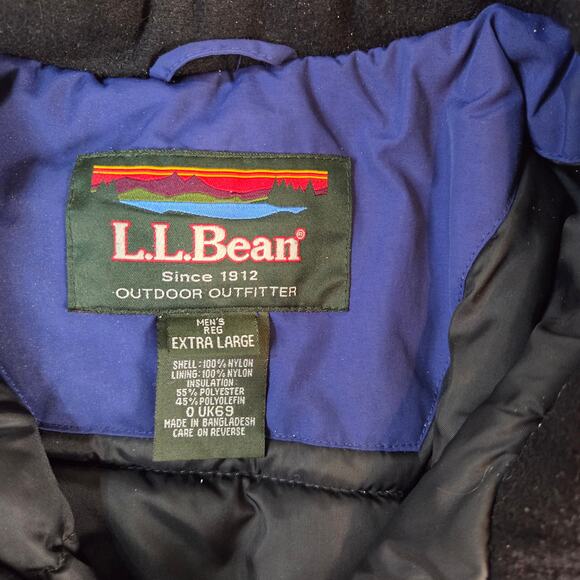 L.L.Bean®
Since 1912
OUTDOOR OUTFITTER
MEN'S
REG
EXTRA LARGE
SHELL: 100% NYLON
LINING: 100% NYLON
INSULATION:
55% POLYESTER
45% POLYOLEFIN
0 UK69
MADE IN BANGLADESH
CARE ON REVERSE